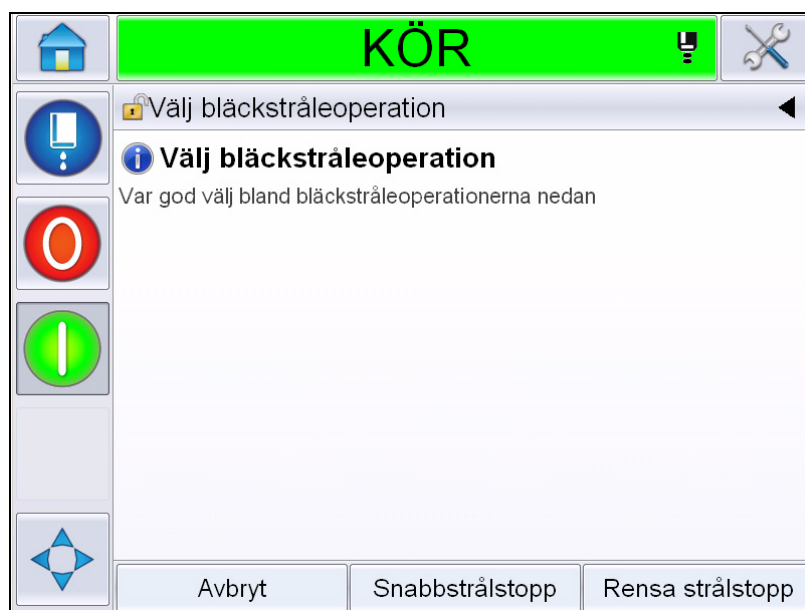 KÖR
Välj bläckstråleoperation
Välj bläckstråleoperation
Var god välj bland bläckstråleoperationerna nedan
Avbryt
Snabbstrålstopp
Rensa strålstopp